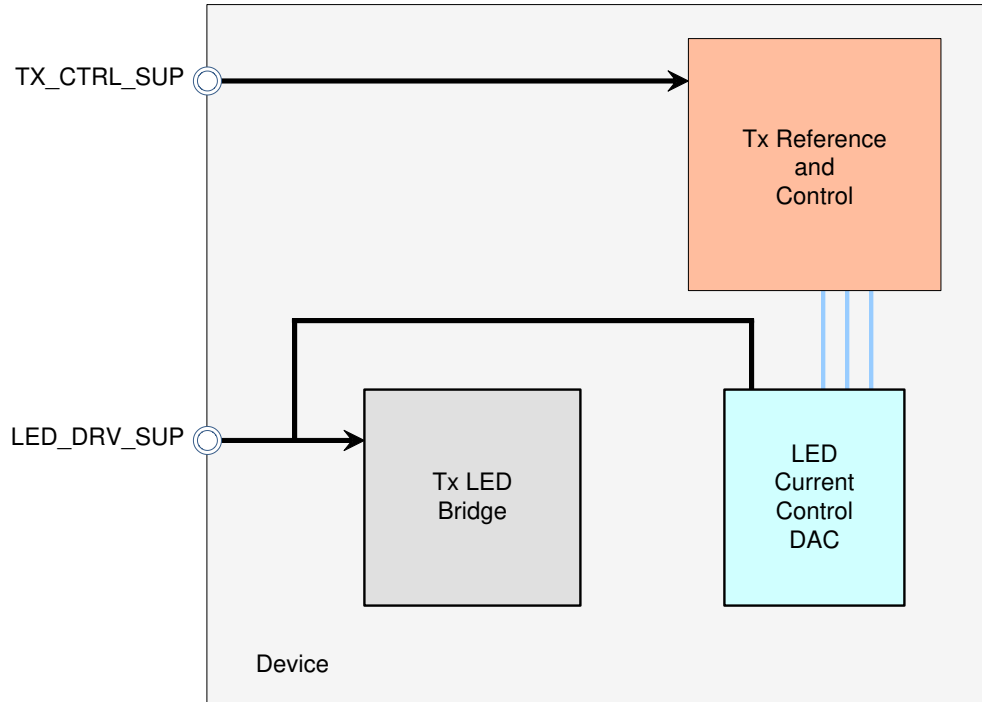 TX_CTRL_SUP
Tx Reference
and
Control
LED_DRV_SUP
Tx LED
Bridge
LED
Current
Control
DAC
Device